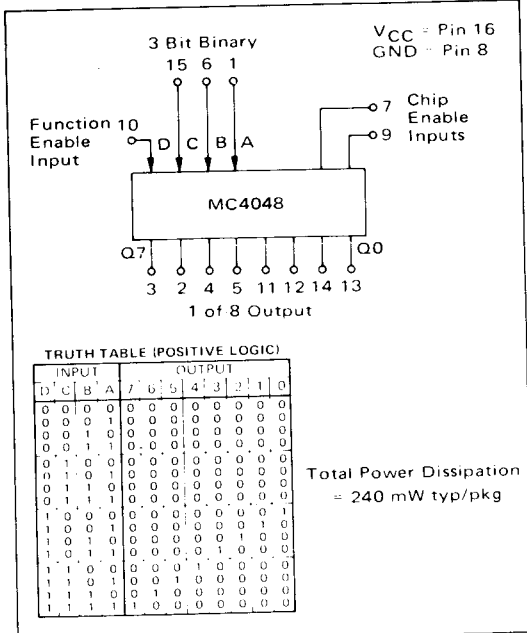 3 Bit Binary
15 6 1
VCC = Pin 16
GND = Pin 8
Function 10
Enable
Input
D C B A
7 Chip
Enable
9 Inputs
MC4048
Q7 Q0
3 2 4 5 11 12 14 13
1 of 8 Output
TRUTH TABLE (POSITIVE LOGIC)
INPUT OUTPUT
D C B A 7 6 5 4 3 2 1 0
0 0 0 0 0 0 0 0 0 0 0 0
0 0 0 1 0 0 0 0 0 0 0 0
0 0 1 0 0 0 0 0 0 0 0 0
0 0 1 1 0 0 0 0 0 0 0 0
0 1 0 0 0 0 0 0 0 0 0 0
0 1 0 1 0 0 0 0 0 0 0 0
0 1 1 0 0 0 0 0 0 0 0 0
0 1 1 1 0 0 0 0 0 0 0 0
1 0 0 0 0 0 0 0 0 0 0 1
1 0 0 1 0 0 0 0 0 0 1 0
1 0 1 0 0 0 0 0 0 1 0 0
1 0 1 1 0 0 0 0 1 0 0 0
1 1 0 0 0 0 0 1 0 0 0 0
1 1 0 1 0 0 1 0 0 0 0 0
1 1 1 0 0 1 0 0 0 0 0 0
1 1 1 1 1 0 0 0 0 0 0 0
Total Power Dissipation
= 240 mW typ/pkg